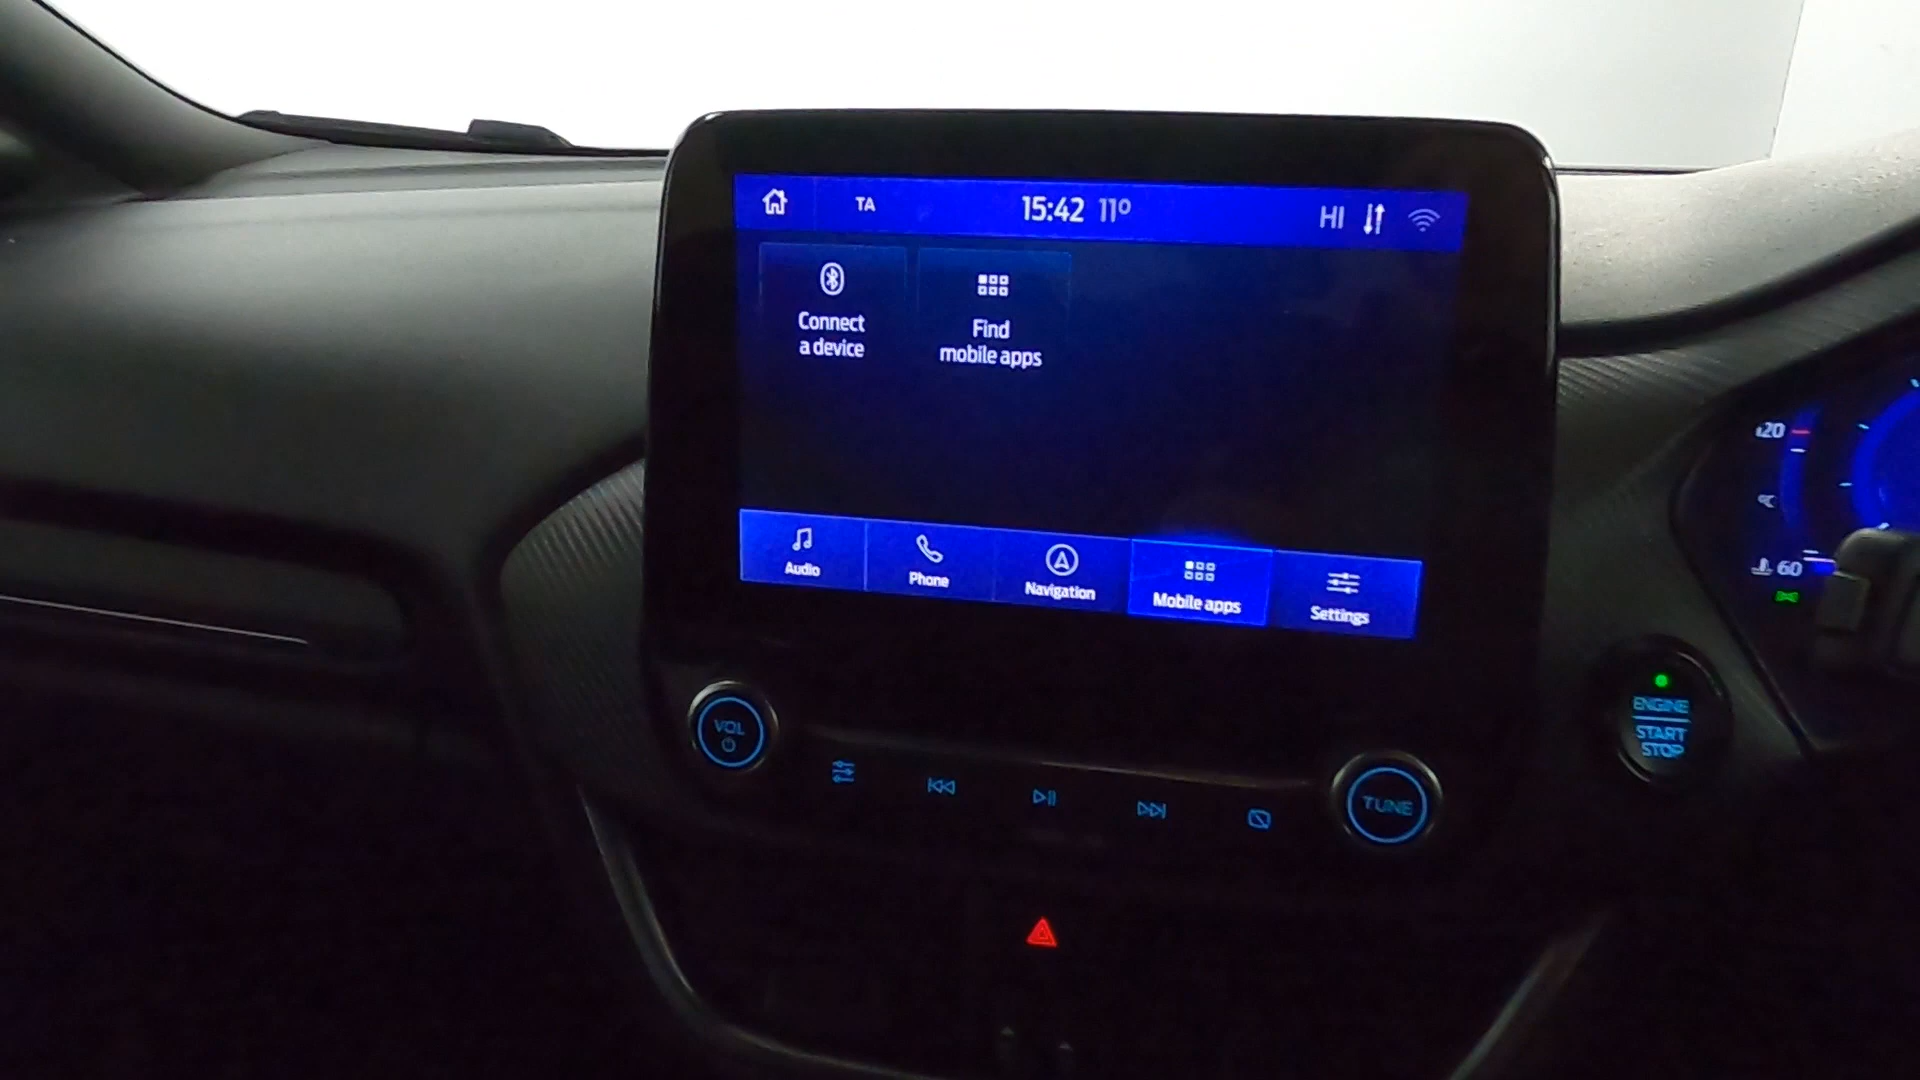 TA
15:42 11°
HI
Connect
a device
Find
mobile apps
Audio
Phone
Navigation
Mobile apps
Settings
VOL
TUNE
ENGINE
START
STOP
120
60